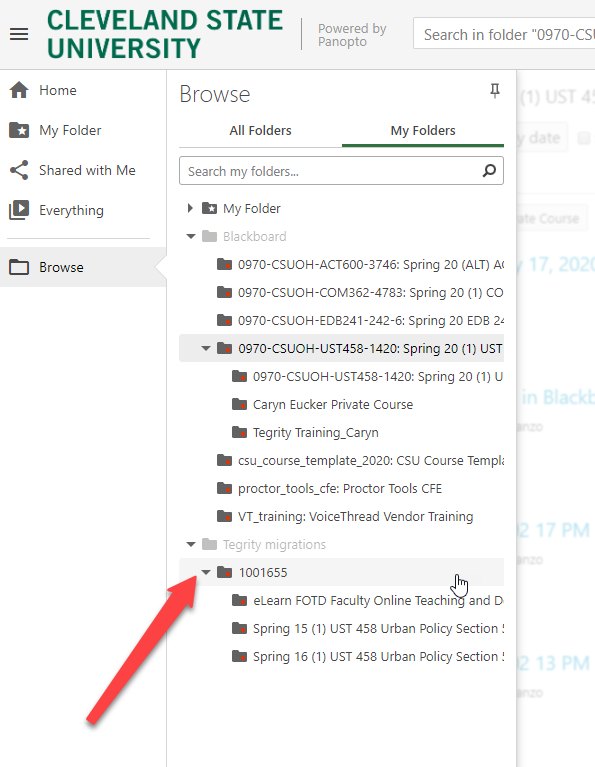 CLEVELAND STATE
UNIVERSITY
Powered by
Panopto
Search in folder "0970-CSU
Home
My Folder
Shared with Me
Everything
Browse
Browse
All Folders
My Folders
Search my folders...
My Folder
Blackboard
0970-CSUOH-ACT600-3746: Spring 20 (ALT) AC
0970-CSUOH-COM362-4783: Spring 20 (1) CO
0970-CSUOH-EDB241-242-6: Spring 20 EDB 24
0970-CSUOH-UST458-1420: Spring 20 (1) UST
0970-CSUOH-UST458-1420: Spring 20 (1) U
Caryn Eucker Private Course
Tegrity Training_Caryn
csu_course_template_2020: CSU Course Templa
proctor_tools_cfe: Proctor Tools CFE
VT_training: VoiceThread Vendor Training
Tegrity migrations
1001655
eLearn FOTD Faculty Online Teaching and D
Spring 15 (1) UST 458 Urban Policy Section 5
Spring 16 (1) UST 458 Urban Policy Section 5
(1) UST 45
y date
ate Course
y 17, 2020
in Blackb
anzo
02 17 PM
anzo
02 13 PM
anzo